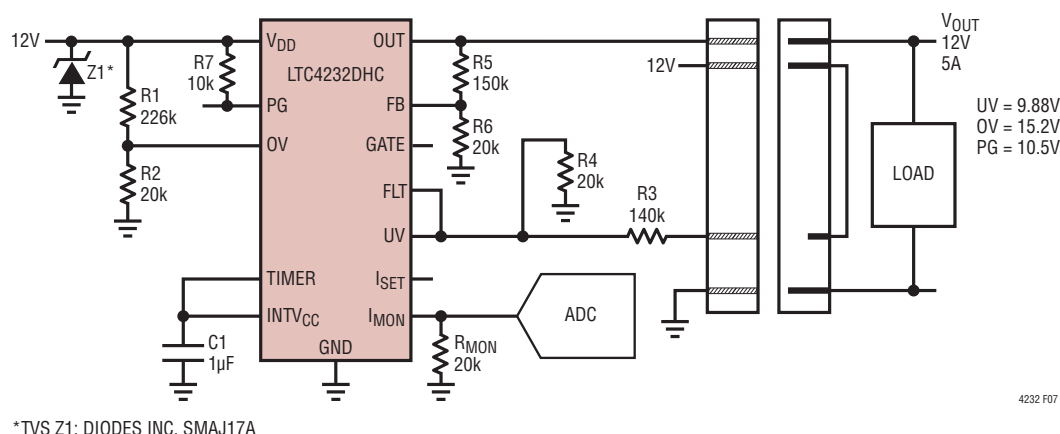 12V
Z1*
R1
226k
R2
20k
R7
10k
VDD
OUT
LTC4232DHC
PG
FB
OV
GATE
FLT
UV
TIMER
ISET
INTVCC
IMON
GND
C1
1µF
R5
150k
R6
20k
R4
20k
R3
140k
RMON
20k
ADC
12V
VOUT
12V
5A
LOAD
UV = 9.88V
OV = 15.2V
PG = 10.5V
4232 F07
*TVS Z1: DIODES INC. SMAJ17A